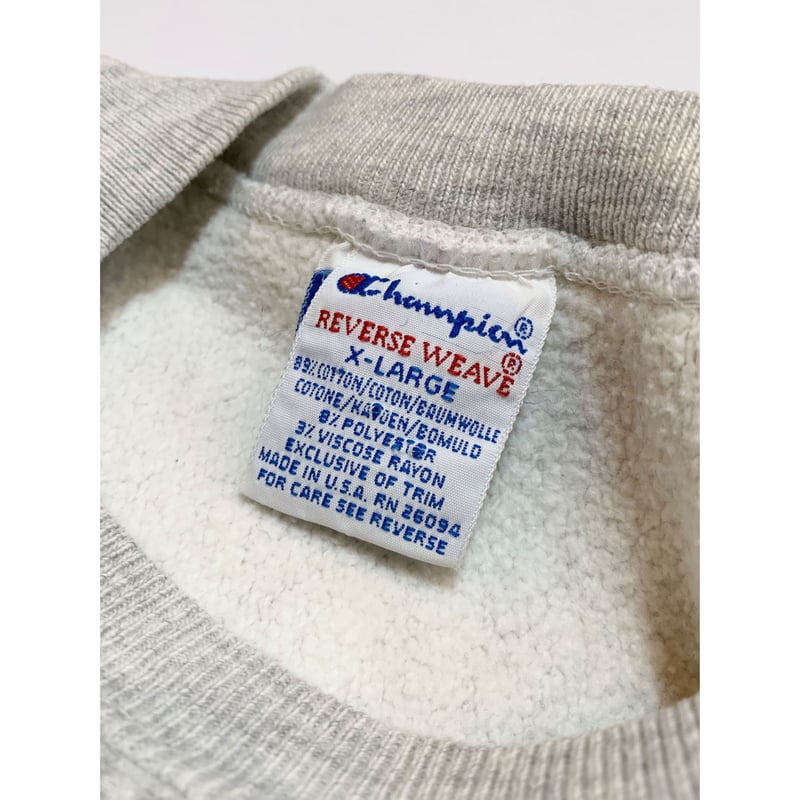 Champion®
REVERSE WEAVE®
X-LARGE
89% COTTON/COTON/BAUMWOLLE
COTONE/KATOEN/BOMULD
8% POLYESTER
3% VISCOSE RAYON
EXCLUSIVE OF TRIM
MADE IN U.S.A. RN 26094
FOR CARE SEE REVERSE